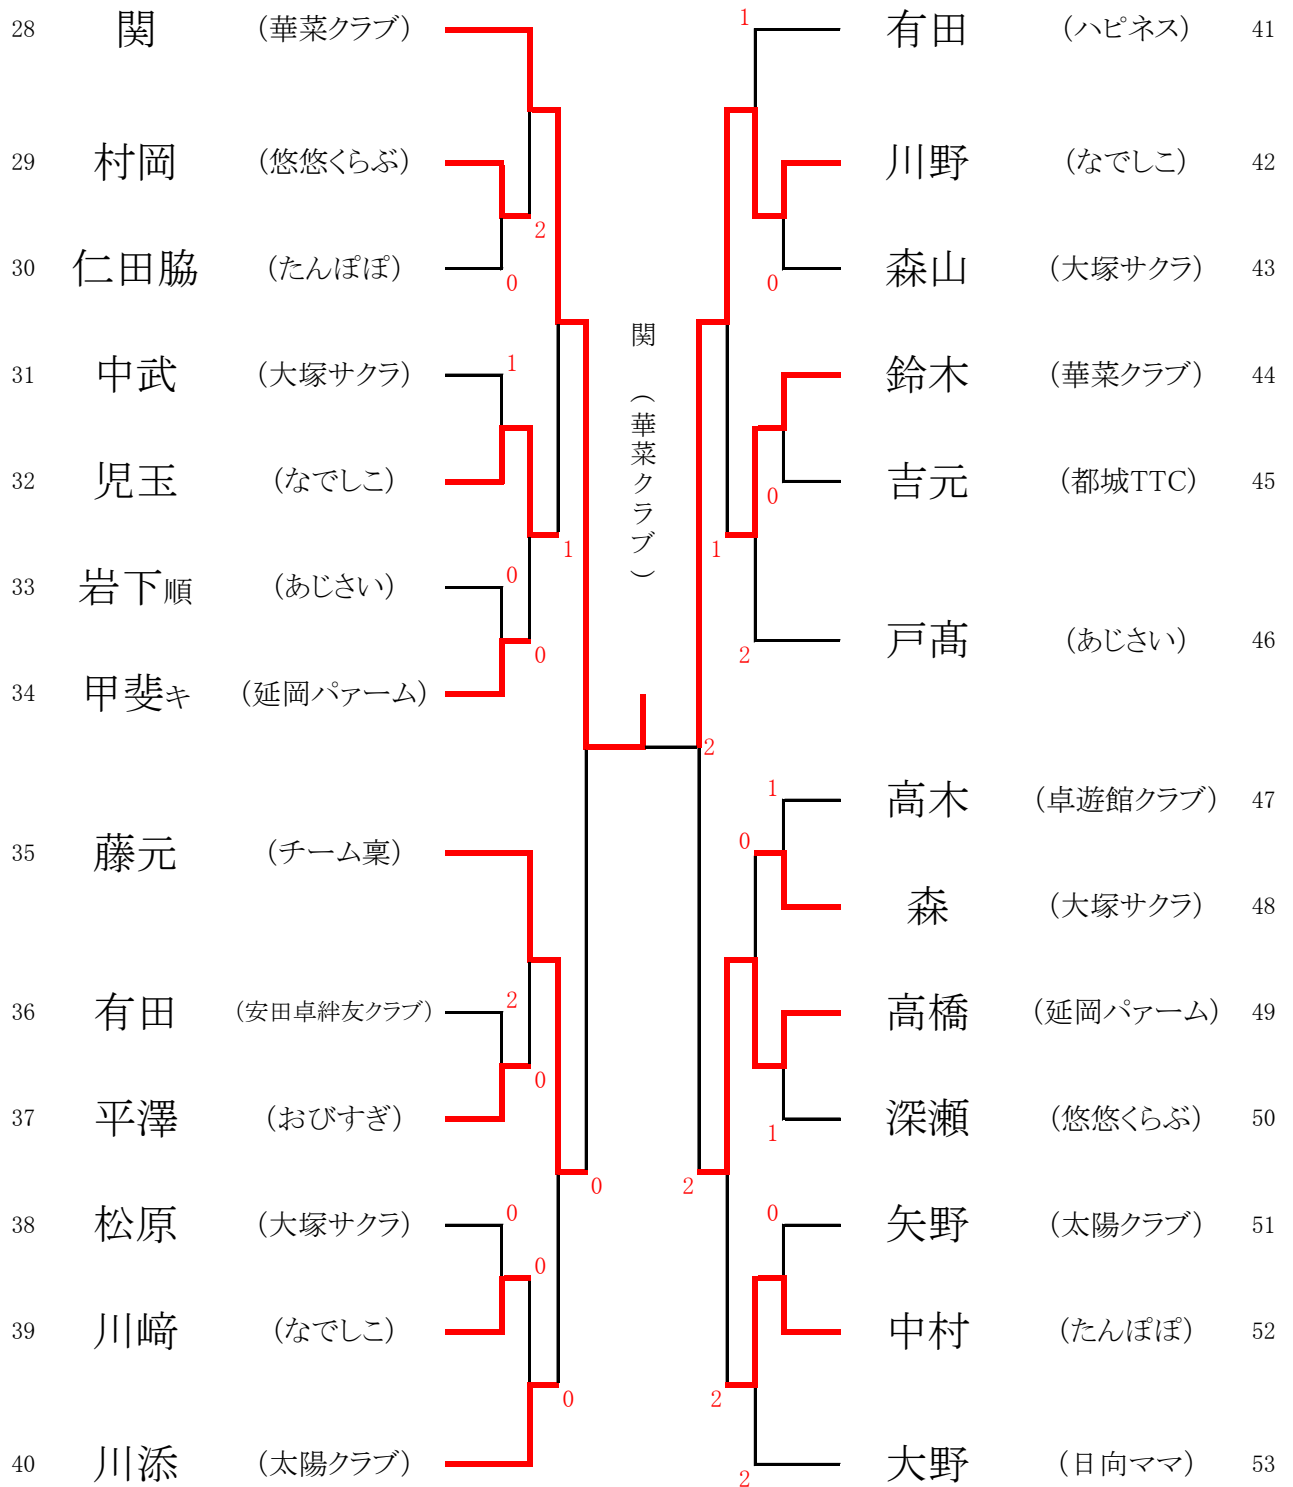 28 関 (華菜クラブ)
29 村岡 (悠悠くらぶ)
2
30 仁田脇 (たんぽぽ)
0
31 中武 (大塚サクラ)
1
32 児玉 (なでしこ)
1
33 岩下順 (あじさい)
0
0
34 甲斐キ (延岡パァーム)
35 藤元 (チーム稟)
36 有田 (安田卓絆友クラブ)
2
0
37 平澤 (おびすぎ)
0
38 松原 (大塚サクラ)
0
0
39 川﨑 (なでしこ)
0
40 川添 (太陽クラブ)
関 (華菜クラブ)
2
1
有田 (ハピネス) 41
川野 (なでしこ) 42
森山 (大塚サクラ) 43
0
鈴木 (華菜クラブ) 44
吉元 (都城TTC) 45
0
1
戸髙 (あじさい) 46
2
1
高木 (卓遊館クラブ) 47
0
森 (大塚サクラ) 48
高橋 (延岡パァーム) 49
深瀬 (悠悠くらぶ) 50
1
2
0
矢野 (太陽クラブ) 51
中村 (たんぽぽ) 52
2
大野 (日向ママ) 53
2